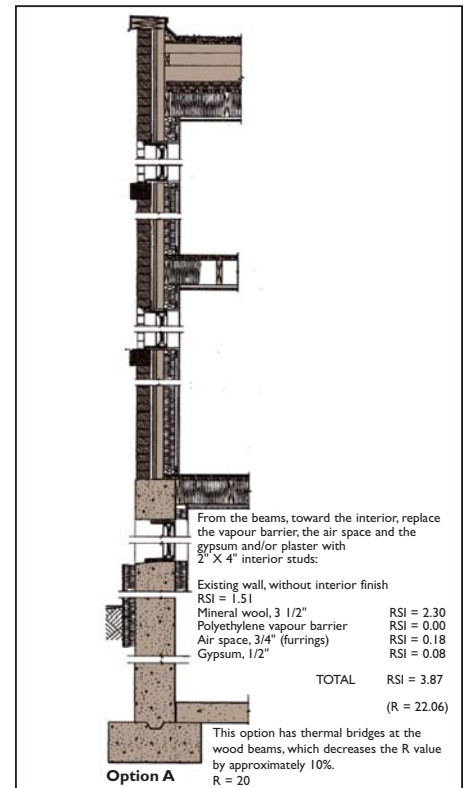 From the beams, toward the interior, replace
the vapour barrier, the air space and the
gypsum and/or plaster with
2" X 4" interior studs:
Existing wall, without interior finish
RSI = 1.51
Mineral wool, 3 1/2" RSI = 2.30
Polyethylene vapour barrier RSI = 0.00
Air space, 3/4" (furrings) RSI = 0.18
Gypsum, 1/2" RSI = 0.08
TOTAL RSI = 3.87
(R = 22.06)
This option has thermal bridges at the
wood beams, which decreases the R value
by approximately 10%.
Option A
R = 20